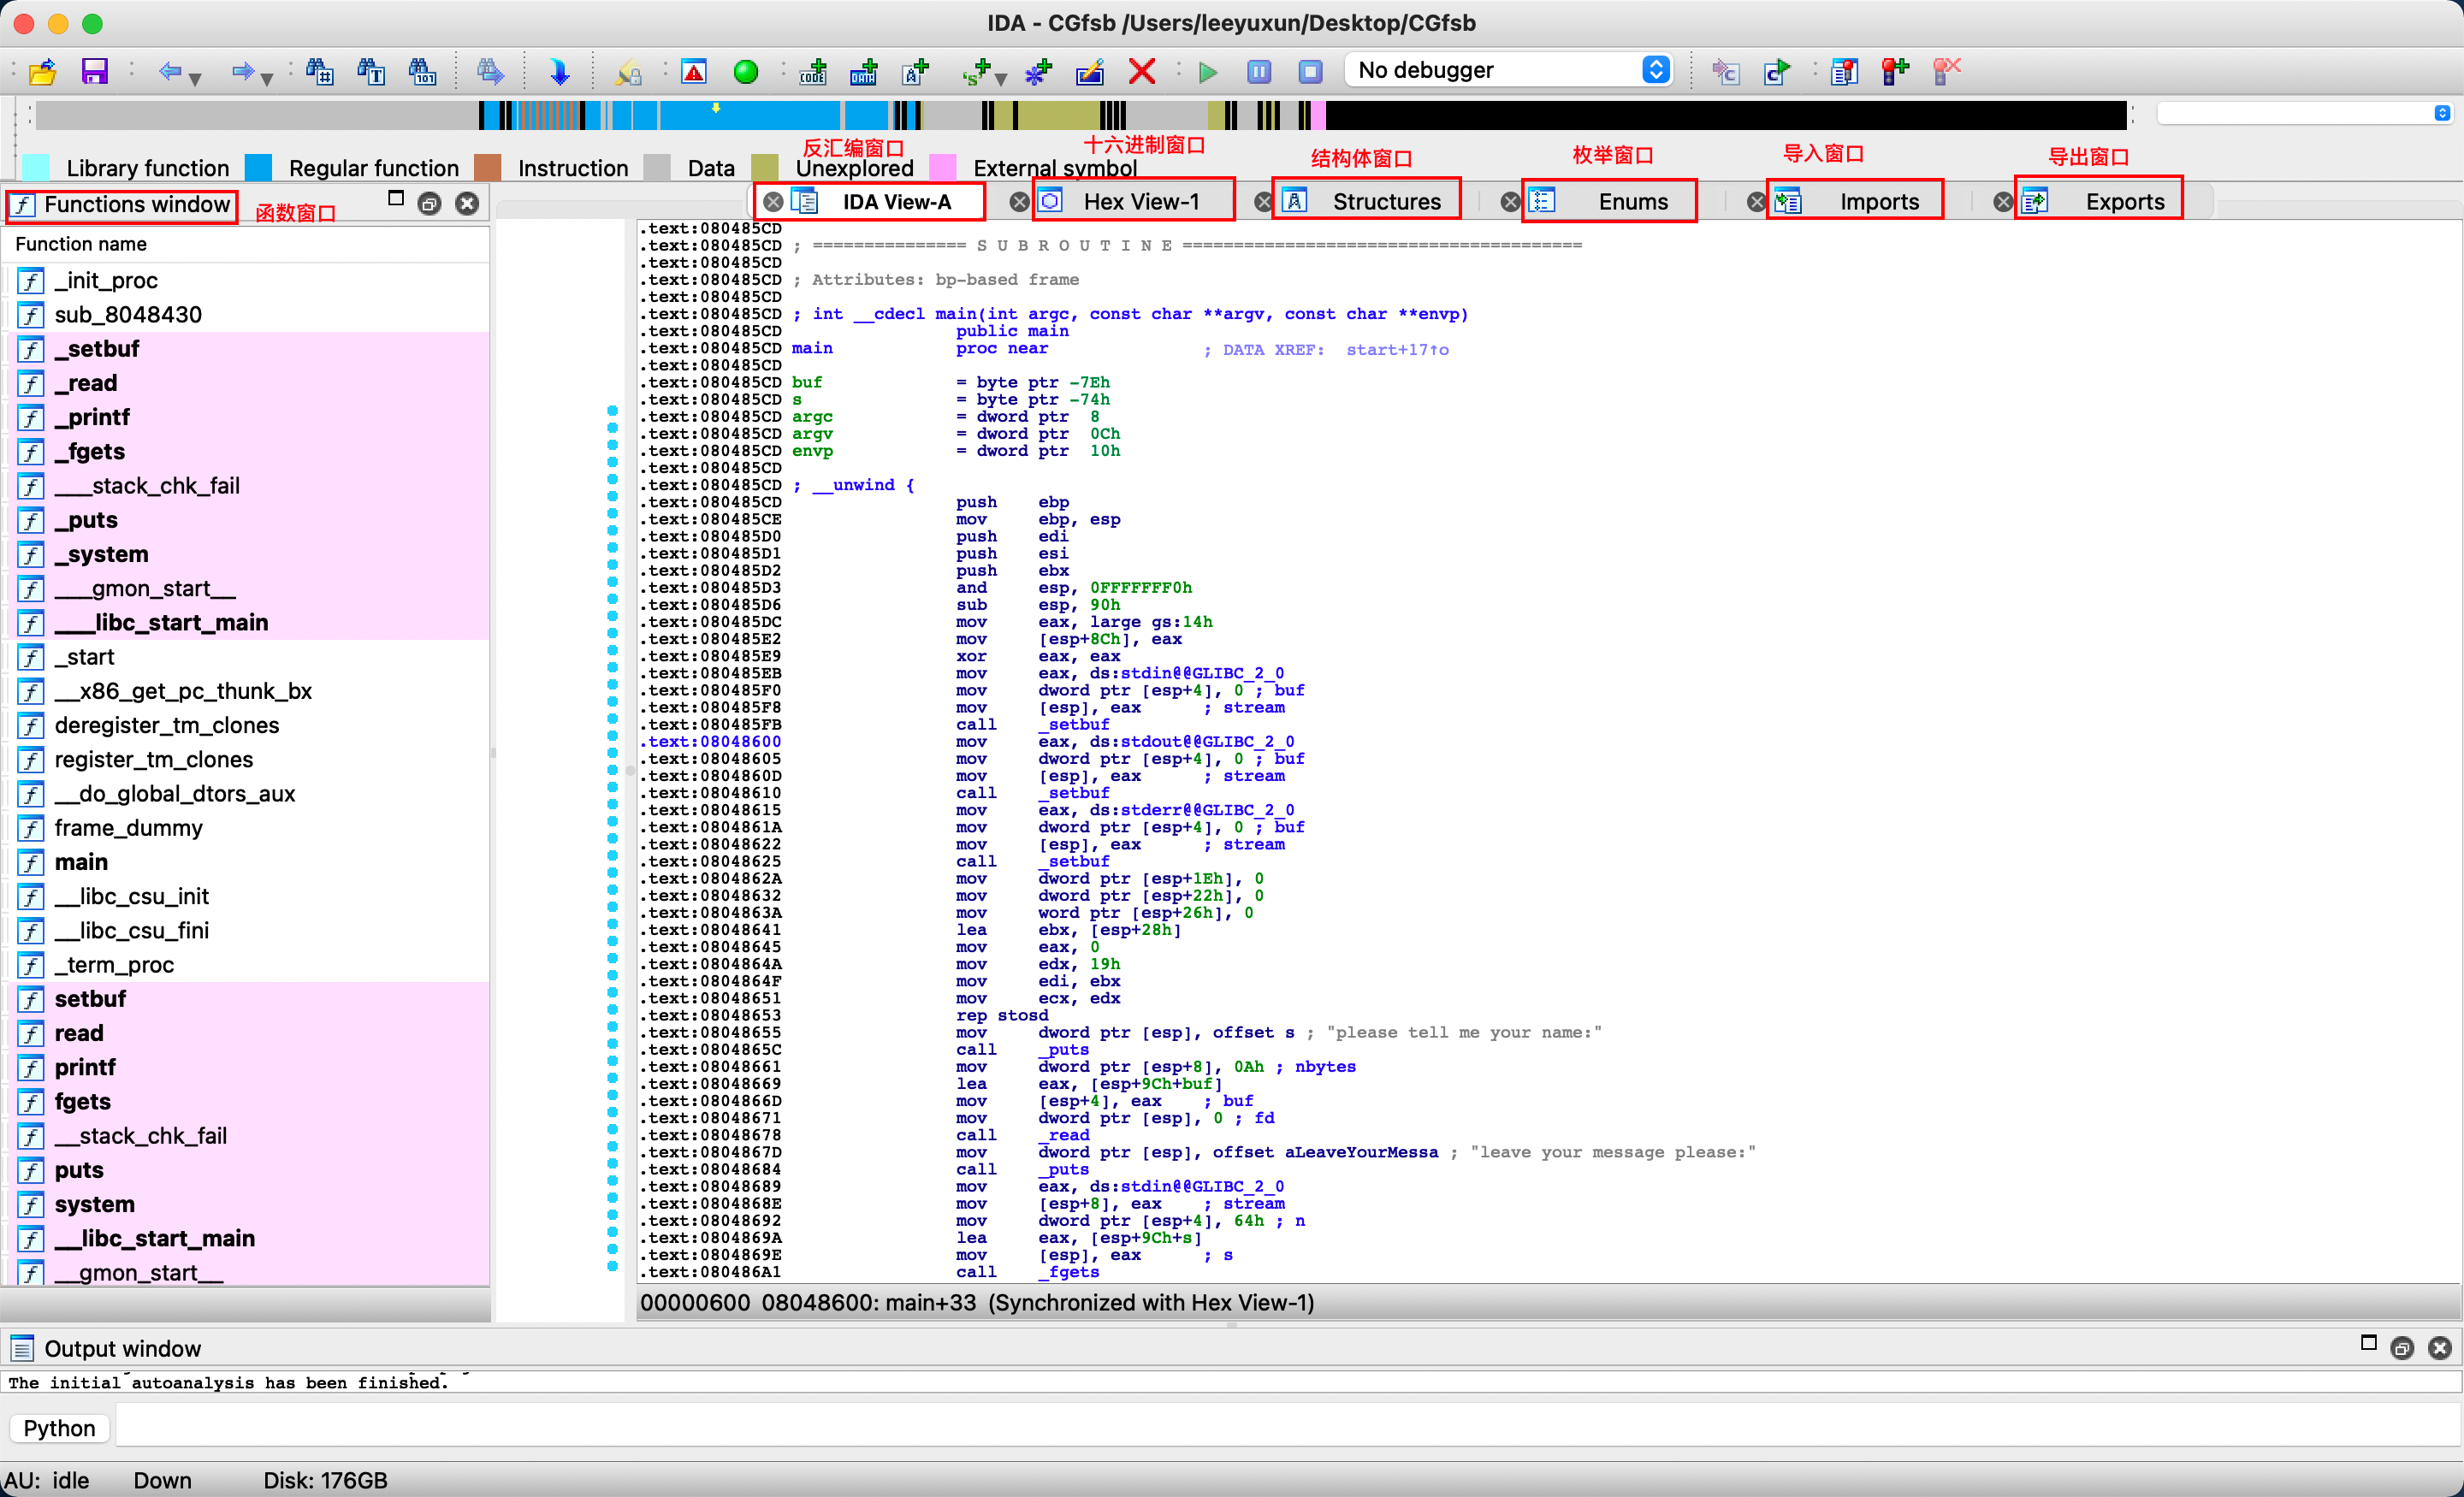 IDA - CGfsb /Users/leeyuxun/Desktop/CGfsb
No debugger
Library function Regular function Instruction Data Unexplored External symbol
反汇编窗口
十六进制窗口
结构体窗口
枚举窗口
导入窗口
导出窗口
Functions window
函数窗口
IDA View-A
Hex View-1
Structures
Enums
Imports
Exports
Function name
_init_proc
sub_8048430
_setbuf
_read
_printf
_fgets
___stack_chk_fail
_puts
_system
___gmon_start__
___libc_start_main
_start
__x86_get_pc_thunk_bx
deregister_tm_clones
register_tm_clones
__do_global_dtors_aux
frame_dummy
main
__libc_csu_init
__libc_csu_fini
_term_proc
setbuf
read
printf
fgets
__stack_chk_fail
puts
system
__libc_start_main
__gmon_start__
.text:080485CD
.text:080485CD ; =============== S U B R O U T I N E =======================================
.text:080485CD
.text:080485CD ; Attributes: bp-based frame
.text:080485CD
.text:080485CD ; int __cdecl main(int argc, const char **argv, const char **envp)
.text:080485CD public main
.text:080485CD main proc near ; DATA XREF: start+17↑o
.text:080485CD
.text:080485CD buf = byte ptr -7Eh
.text:080485CD s = byte ptr -74h
.text:080485CD argc = dword ptr 8
.text:080485CD argv = dword ptr 0Ch
.text:080485CD envp = dword ptr 10h
.text:080485CD
.text:080485CD ; __unwind {
.text:080485CD push ebp
.text:080485CE mov ebp, esp
.text:080485D0 push edi
.text:080485D1 push esi
.text:080485D2 push ebx
.text:080485D3 and esp, 0FFFFFFF0h
.text:080485D6 sub esp, 90h
.text:080485DC mov eax, large gs:14h
.text:080485E2 mov [esp+8Ch], eax
.text:080485E9 xor eax, eax
.text:080485EB mov eax, ds:stdin@@GLIBC_2_0
.text:080485F0 mov dword ptr [esp+4], 0 ; buf
.text:080485F8 mov [esp], eax ; stream
.text:080485FB call _setbuf
.text:08048600 mov eax, ds:stdout@@GLIBC_2_0
.text:08048605 mov dword ptr [esp+4], 0 ; buf
.text:0804860D mov [esp], eax ; stream
.text:08048610 call _setbuf
.text:08048615 mov eax, ds:stderr@@GLIBC_2_0
.text:0804861A mov dword ptr [esp+4], 0 ; buf
.text:08048622 mov [esp], eax ; stream
.text:08048625 call _setbuf
.text:0804862A mov dword ptr [esp+1Eh], 0
.text:08048632 mov dword ptr [esp+22h], 0
.text:0804863A mov word ptr [esp+26h], 0
.text:08048641 lea ebx, [esp+28h]
.text:08048645 mov eax, 0
.text:0804864A mov edx, 19h
.text:0804864F mov edi, ebx
.text:08048651 mov ecx, edx
.text:08048653 rep stosd
.text:08048655 mov dword ptr [esp], offset s ; "please tell me your name:"
.text:0804865C call _puts
.text:08048661 mov dword ptr [esp+8], 0Ah ; nbytes
.text:08048669 lea eax, [esp+9Ch+buf]
.text:0804866D mov [esp+4], eax ; buf
.text:08048671 mov dword ptr [esp], 0 ; fd
.text:08048678 call _read
.text:0804867D mov dword ptr [esp], offset aLeaveYourMessa ; "leave your message please:"
.text:08048684 call _puts
.text:08048689 mov eax, ds:stdin@@GLIBC_2_0
.text:0804868E mov [esp+8], eax ; stream
.text:08048692 mov dword ptr [esp+4], 64h ; n
.text:0804869A lea eax, [esp+9Ch+s]
.text:0804869E mov [esp], eax ; s
.text:080486A1 call _fgets
00000600 08048600: main+33 (Synchronized with Hex View-1)
Output window
The initial autoanalysis has been finished.
Python
AU: idle Down Disk: 176GB